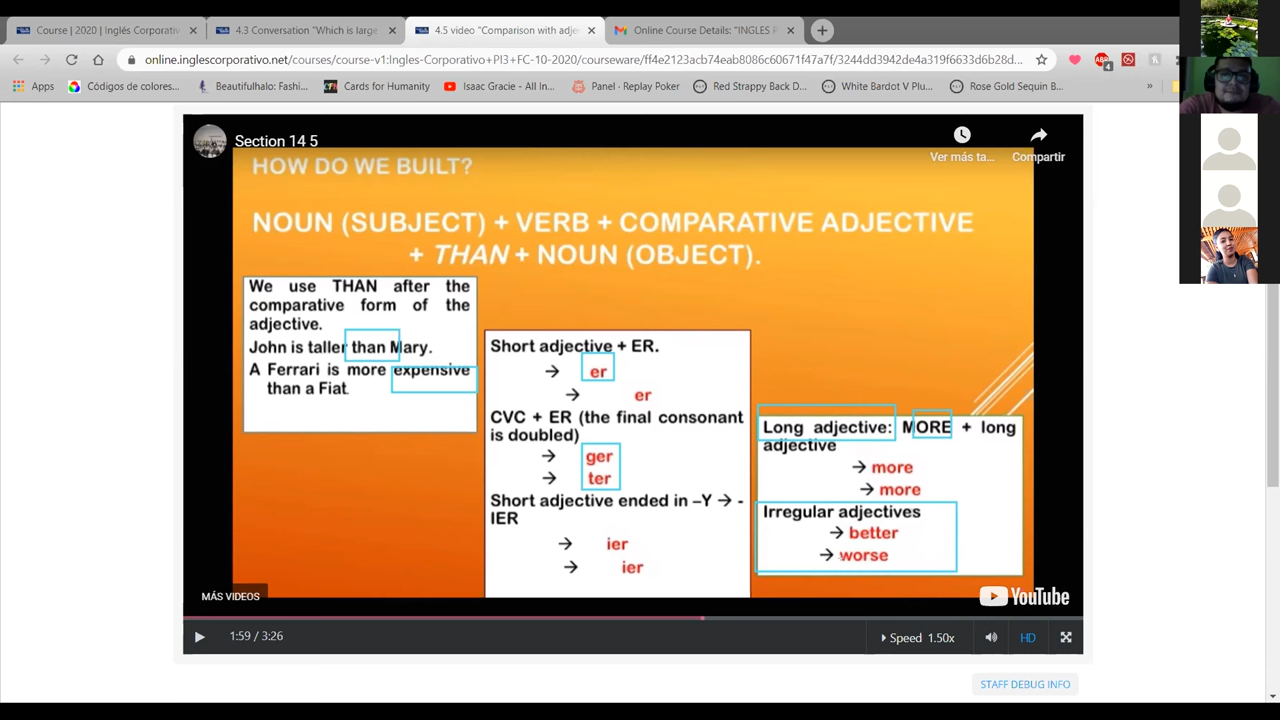 Course | 2020 | Inglés Corporativ
4.3 Conversation "Which is large
4.5 video "Comparison with adje
Online Course Details: "INGLES P
online.inglescorporativo.net/courses/course-v1:Ingles-Corporativo+PI3+FC-10-2020/courseware/ffe4e2123acb74eab8086c60671f47a7f/3244dd3942de4a319f6633d6b28d...
ABP
4
Apps
Códigos de colores...
Beautifulhalo: Fashi...
Cards for Humanity
Isaac Gracie - All In...
Panel · Replay Poker
Red Strappy Back D...
White Bardot V Plu...
Rose Gold Sequin B...
»
Section 14 5
Ver más ta...
Compartir
HOW DO WE BUILT?
NOUN (SUBJECT) + VERB + COMPARATIVE ADJECTIVE
+ THAN + NOUN (OBJECT).
We use THAN after the
comparative form of the
adjective.
John is taller than Mary.
A Ferrari is more expensive
than a Fiat.
Short adjective + ER.
→ er
→ er
CVC + ER (the final consonant
is doubled)
→ ger
→ ter
Short adjective ended in –Y → -
IER
→ ier
→ ier
Long adjective: MORE + long
adjective
→ more
→ more
Irregular adjectives
→ better
→ worse
MÁS VIDEOS
YouTube
1:59 / 3:26
Speed 1.50x
HD
STAFF DEBUG INFO